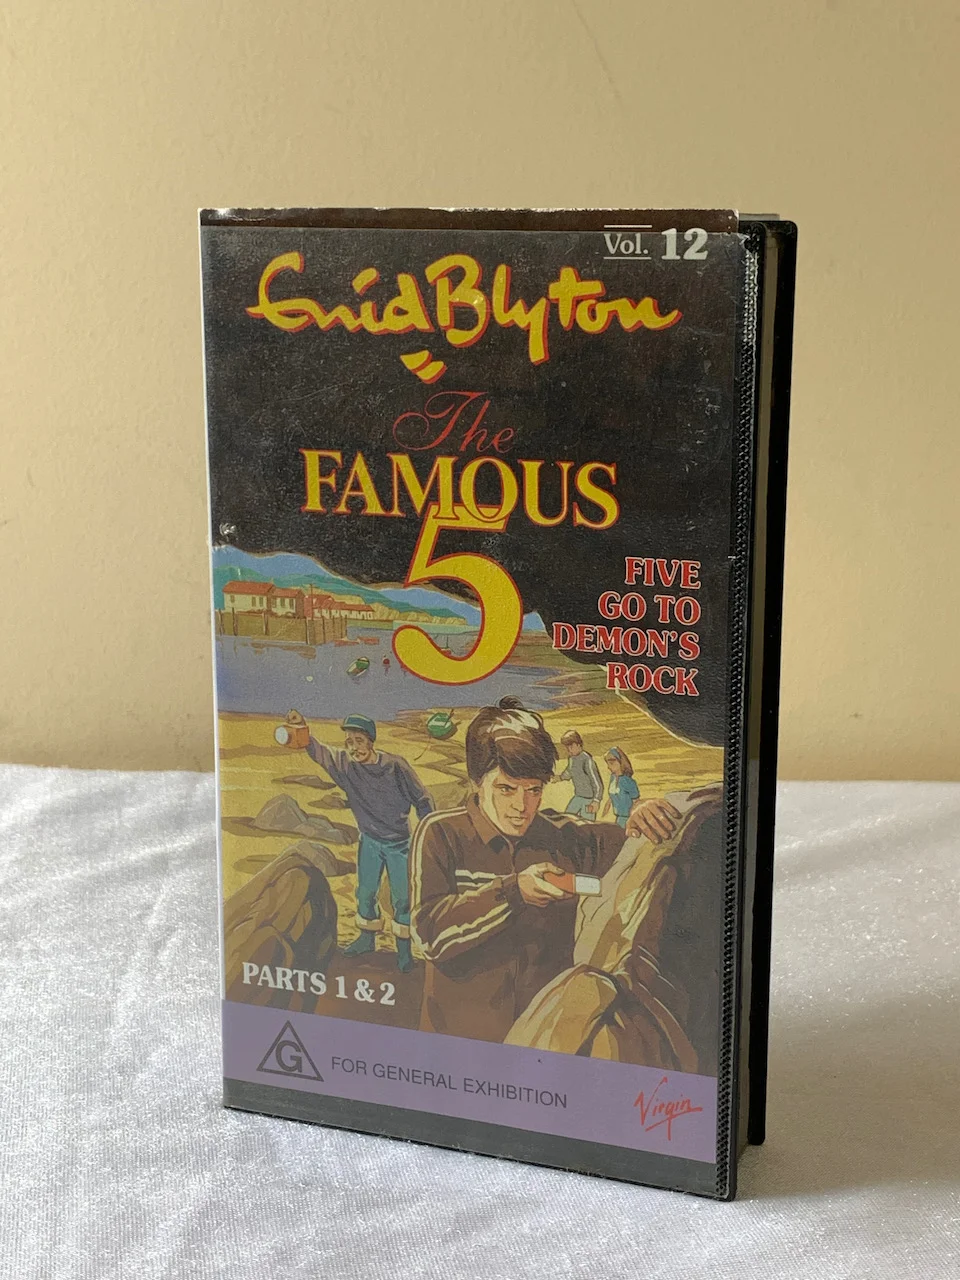 Vol. 12
Enid Blyton
The
FAMOUS
5
FIVE
GO TO
DEMON'S
ROCK
PARTS 1 & 2
G FOR GENERAL EXHIBITION
Virgin